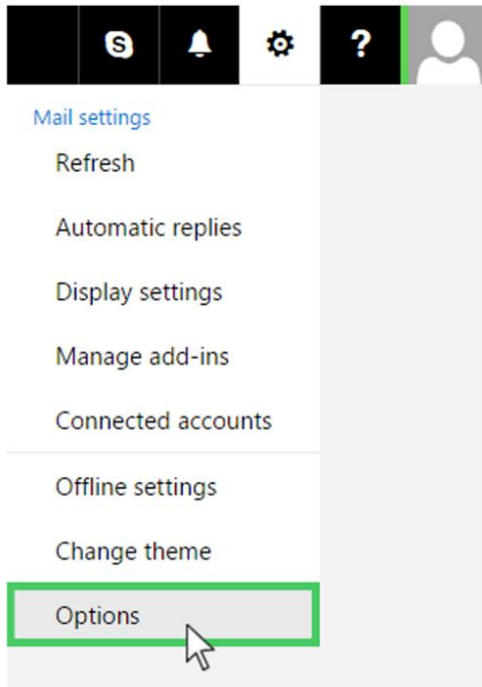 ?
Mail settings
Refresh
Automatic replies
Display settings
Manage add-ins
Connected accounts
Offline settings
Change theme
Options